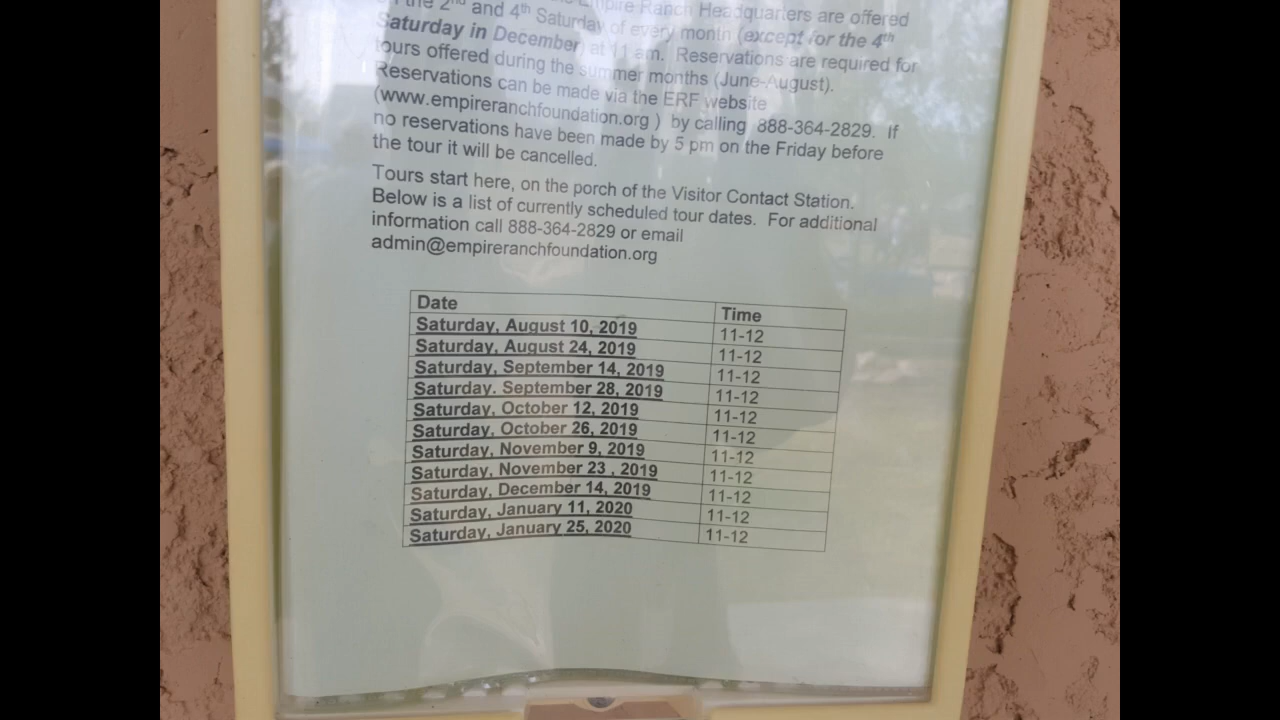 the 2nd and 4th Saturday of every month (except for the 4th
Empire Ranch Headquarters are offered
Saturday in December) at 11 am. Reservations are required for
tours offered during the summer months (June-August).
Reservations can be made via the ERF website
(www.empireranchfoundation.org ) by calling 888-364-2829. If
no reservations have been made by 5 pm on the Friday before
the tour it will be cancelled.
Tours start here, on the porch of the Visitor Contact Station.
Below is a list of currently scheduled tour dates. For additional
information call 888-364-2829 or email
admin@empireranchfoundation.org
Date Time
Saturday, August 10, 2019 11-12
Saturday, August 24, 2019 11-12
Saturday, September 14, 2019 11-12
Saturday. September 28, 2019 11-12
Saturday, October 12, 2019 11-12
Saturday, October 26, 2019 11-12
Saturday, November 9, 2019 11-12
Saturday, November 23 , 2019 11-12
Saturday, December 14, 2019 11-12
Saturday, January 11, 2020 11-12
Saturday, January 25, 2020 11-12